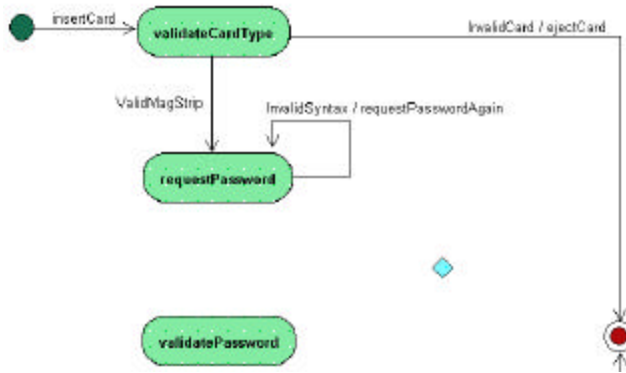 insertCard
validateCardType
InvalidCard / ejectCard
ValidMagStrip
InvalidSyntax / requestPasswordAgain
requestPassword
validatePassword